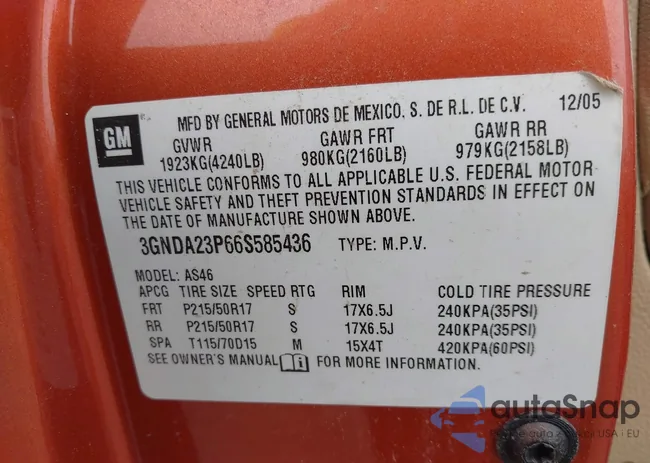 GM
MFD BY GENERAL MOTORS DE MEXICO, S. DE R.L. DE C.V. 12/05
GVWR GAWR FRT GAWR RR
1923KG(4240LB) 980KG(2160LB) 979KG(2158LB)
THIS VEHICLE CONFORMS TO ALL APPLICABLE U.S. FEDERAL MOTOR
VEHICLE SAFETY AND THEFT PREVENTION STANDARDS IN EFFECT ON
THE DATE OF MANUFACTURE SHOWN ABOVE.
3GNDA23P66S585436 TYPE: M.P.V.
MODEL: AS46
APCG TIRE SIZE SPEED RTG RIM COLD TIRE PRESSURE
FRT P215/50R17 S 17X6.5J 240KPA(35PSI)
RR P215/50R17 S 17X6.5J 240KPA(35PSI)
SPA T115/70D15 M 15X4T 420KPA(60PSI)
SEE OWNER'S MANUAL i FOR MORE INFORMATION
autoSnap
USA - EU